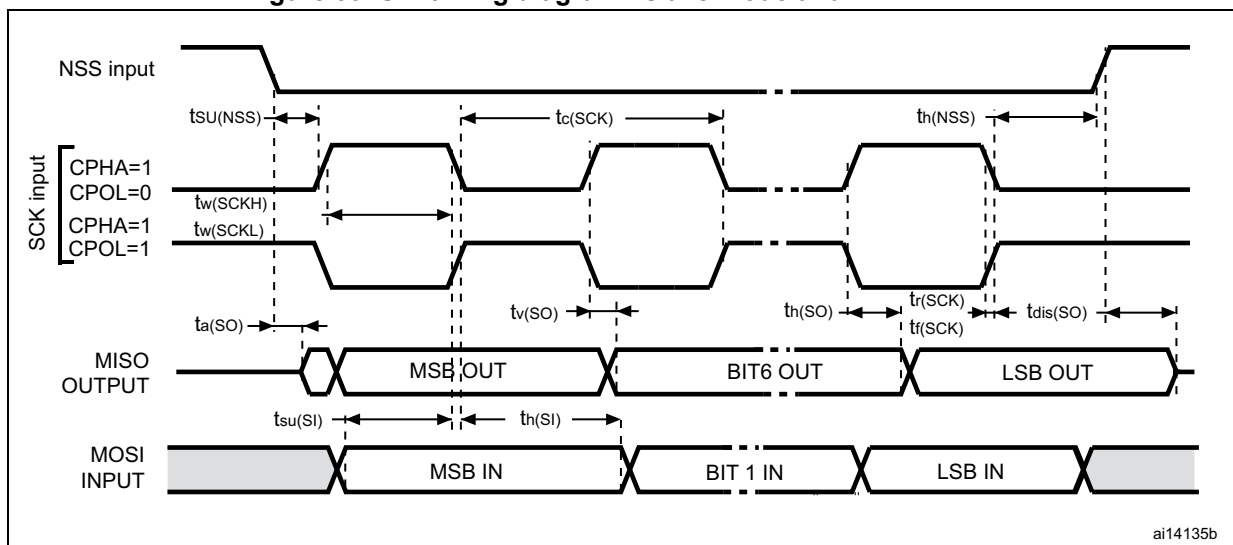 NSS input
tSU(NSS)
tc(SCK)
th(NSS)
SCK input
CPHA=1
CPOL=0
tw(SCKH)
CPHA=1
tw(SCKL)
CPOL=1
ta(SO)
tv(SO)
th(SO)
tr(SCK)
tf(SCK)
tdis(SO)
MISO
OUTPUT
MSB OUT
BIT6 OUT
LSB OUT
tsu(SI)
th(SI)
MOSI
INPUT
MSB IN
BIT 1 IN
LSB IN
ai14135b